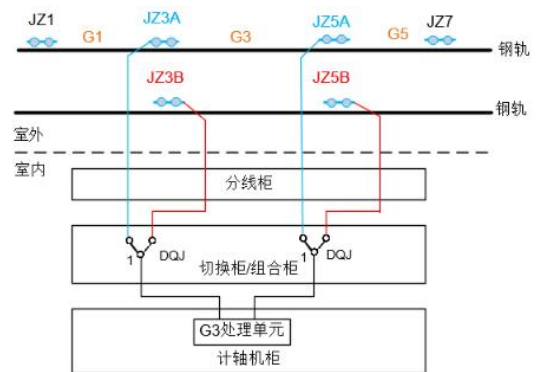 JZ1 G1 JZ3A G3 JZ5A G5 JZ7
钢轨
JZ3B JZ5B
钢轨
室外
室内
分线柜
1 DQJ 1 DQJ
切换柜/组合柜
G3处理单元
计轴机柜